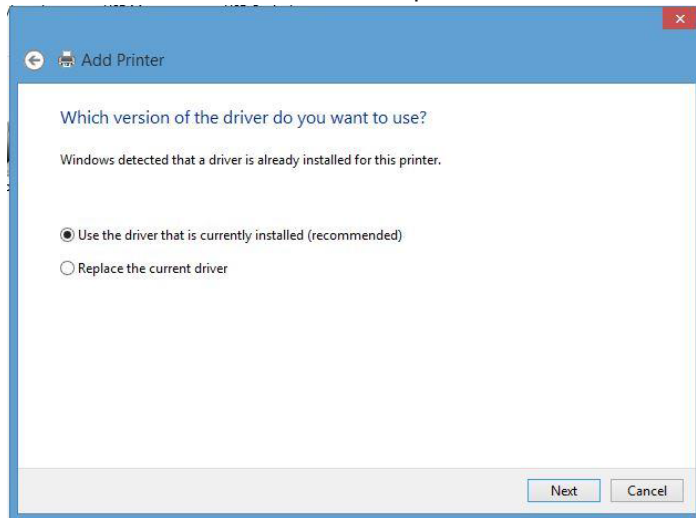 Add Printer
Which version of the driver do you want to use?
Windows detected that a driver is already installed for this printer.
Use the driver that is currently installed (recommended)
Replace the current driver
Next Cancel